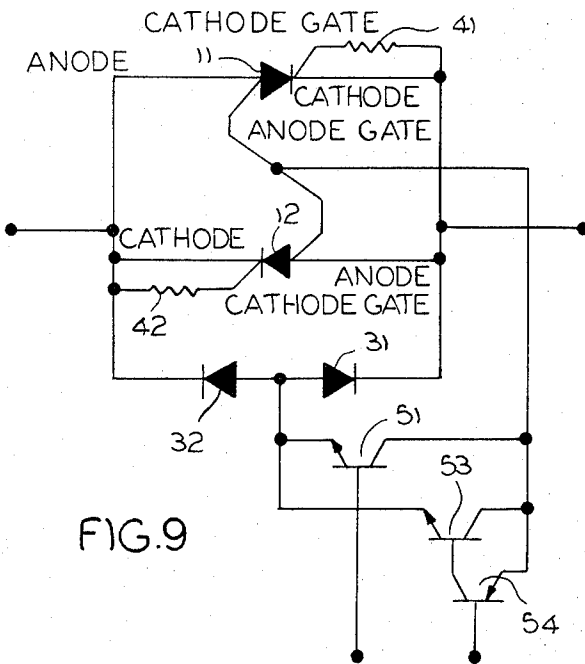 CATHODE GATE 41
ANODE 11
CATHODE
ANODE GATE
12
CATHODE
ANODE
CATHODE GATE
42
31
32
51
53
FIG.9
54